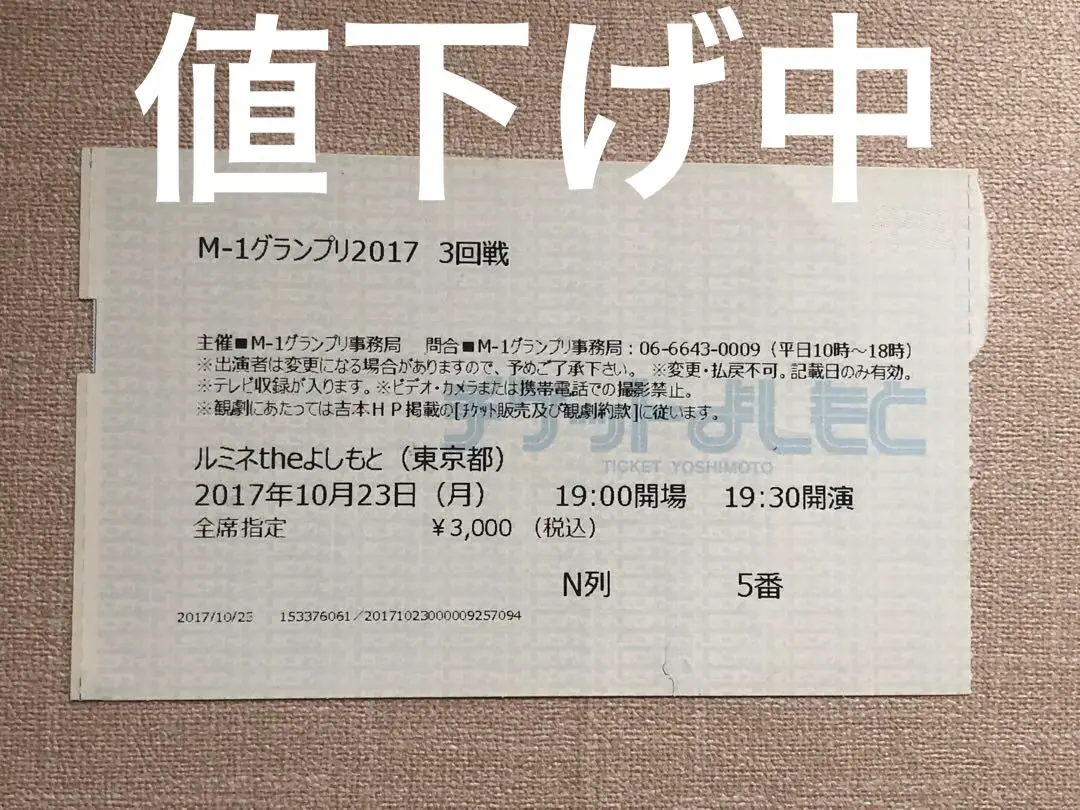 値下げ中
M-1グランプリ2017 3回戦
主催■M-1グランプリ事務局 問合■M-1グランプリ事務局：06-6643-0009（平日10時～18時）
※出演者は変更になる場合がありますので、予めご了承下さい。 ※変更・払戻不可。記載日のみ有効。
※テレビ収録が入ります。※ビデオ・カメラまたは携帯電話での撮影禁止。
※観劇にあたっては吉本ＨＰ掲載の[ﾁｹｯﾄ販売及び観劇約款]に従います。
チケットよしもと
TICKET YOSHIMOTO
ルミネtheよしもと（東京都）
2017年10月23日（月） 19:00開場 19:30開演
全席指定 ￥3,000 （税込）
N列 5番
2017/10/23 153376061／20171023000009257094